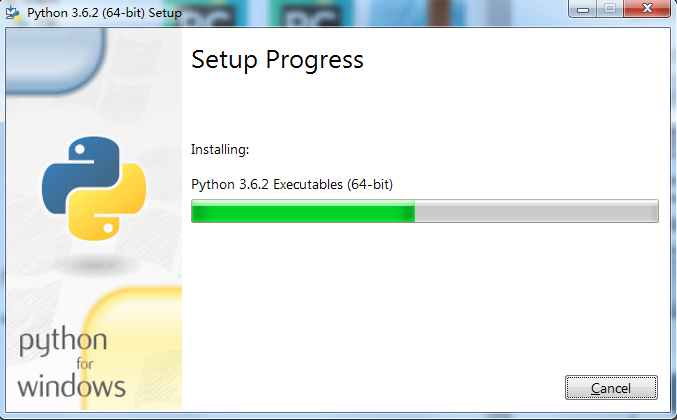 Python 3.6.2 (64-bit) Setup
Setup Progress
Installing:
Python 3.6.2 Executables (64-bit)
python
for
windows
Cancel